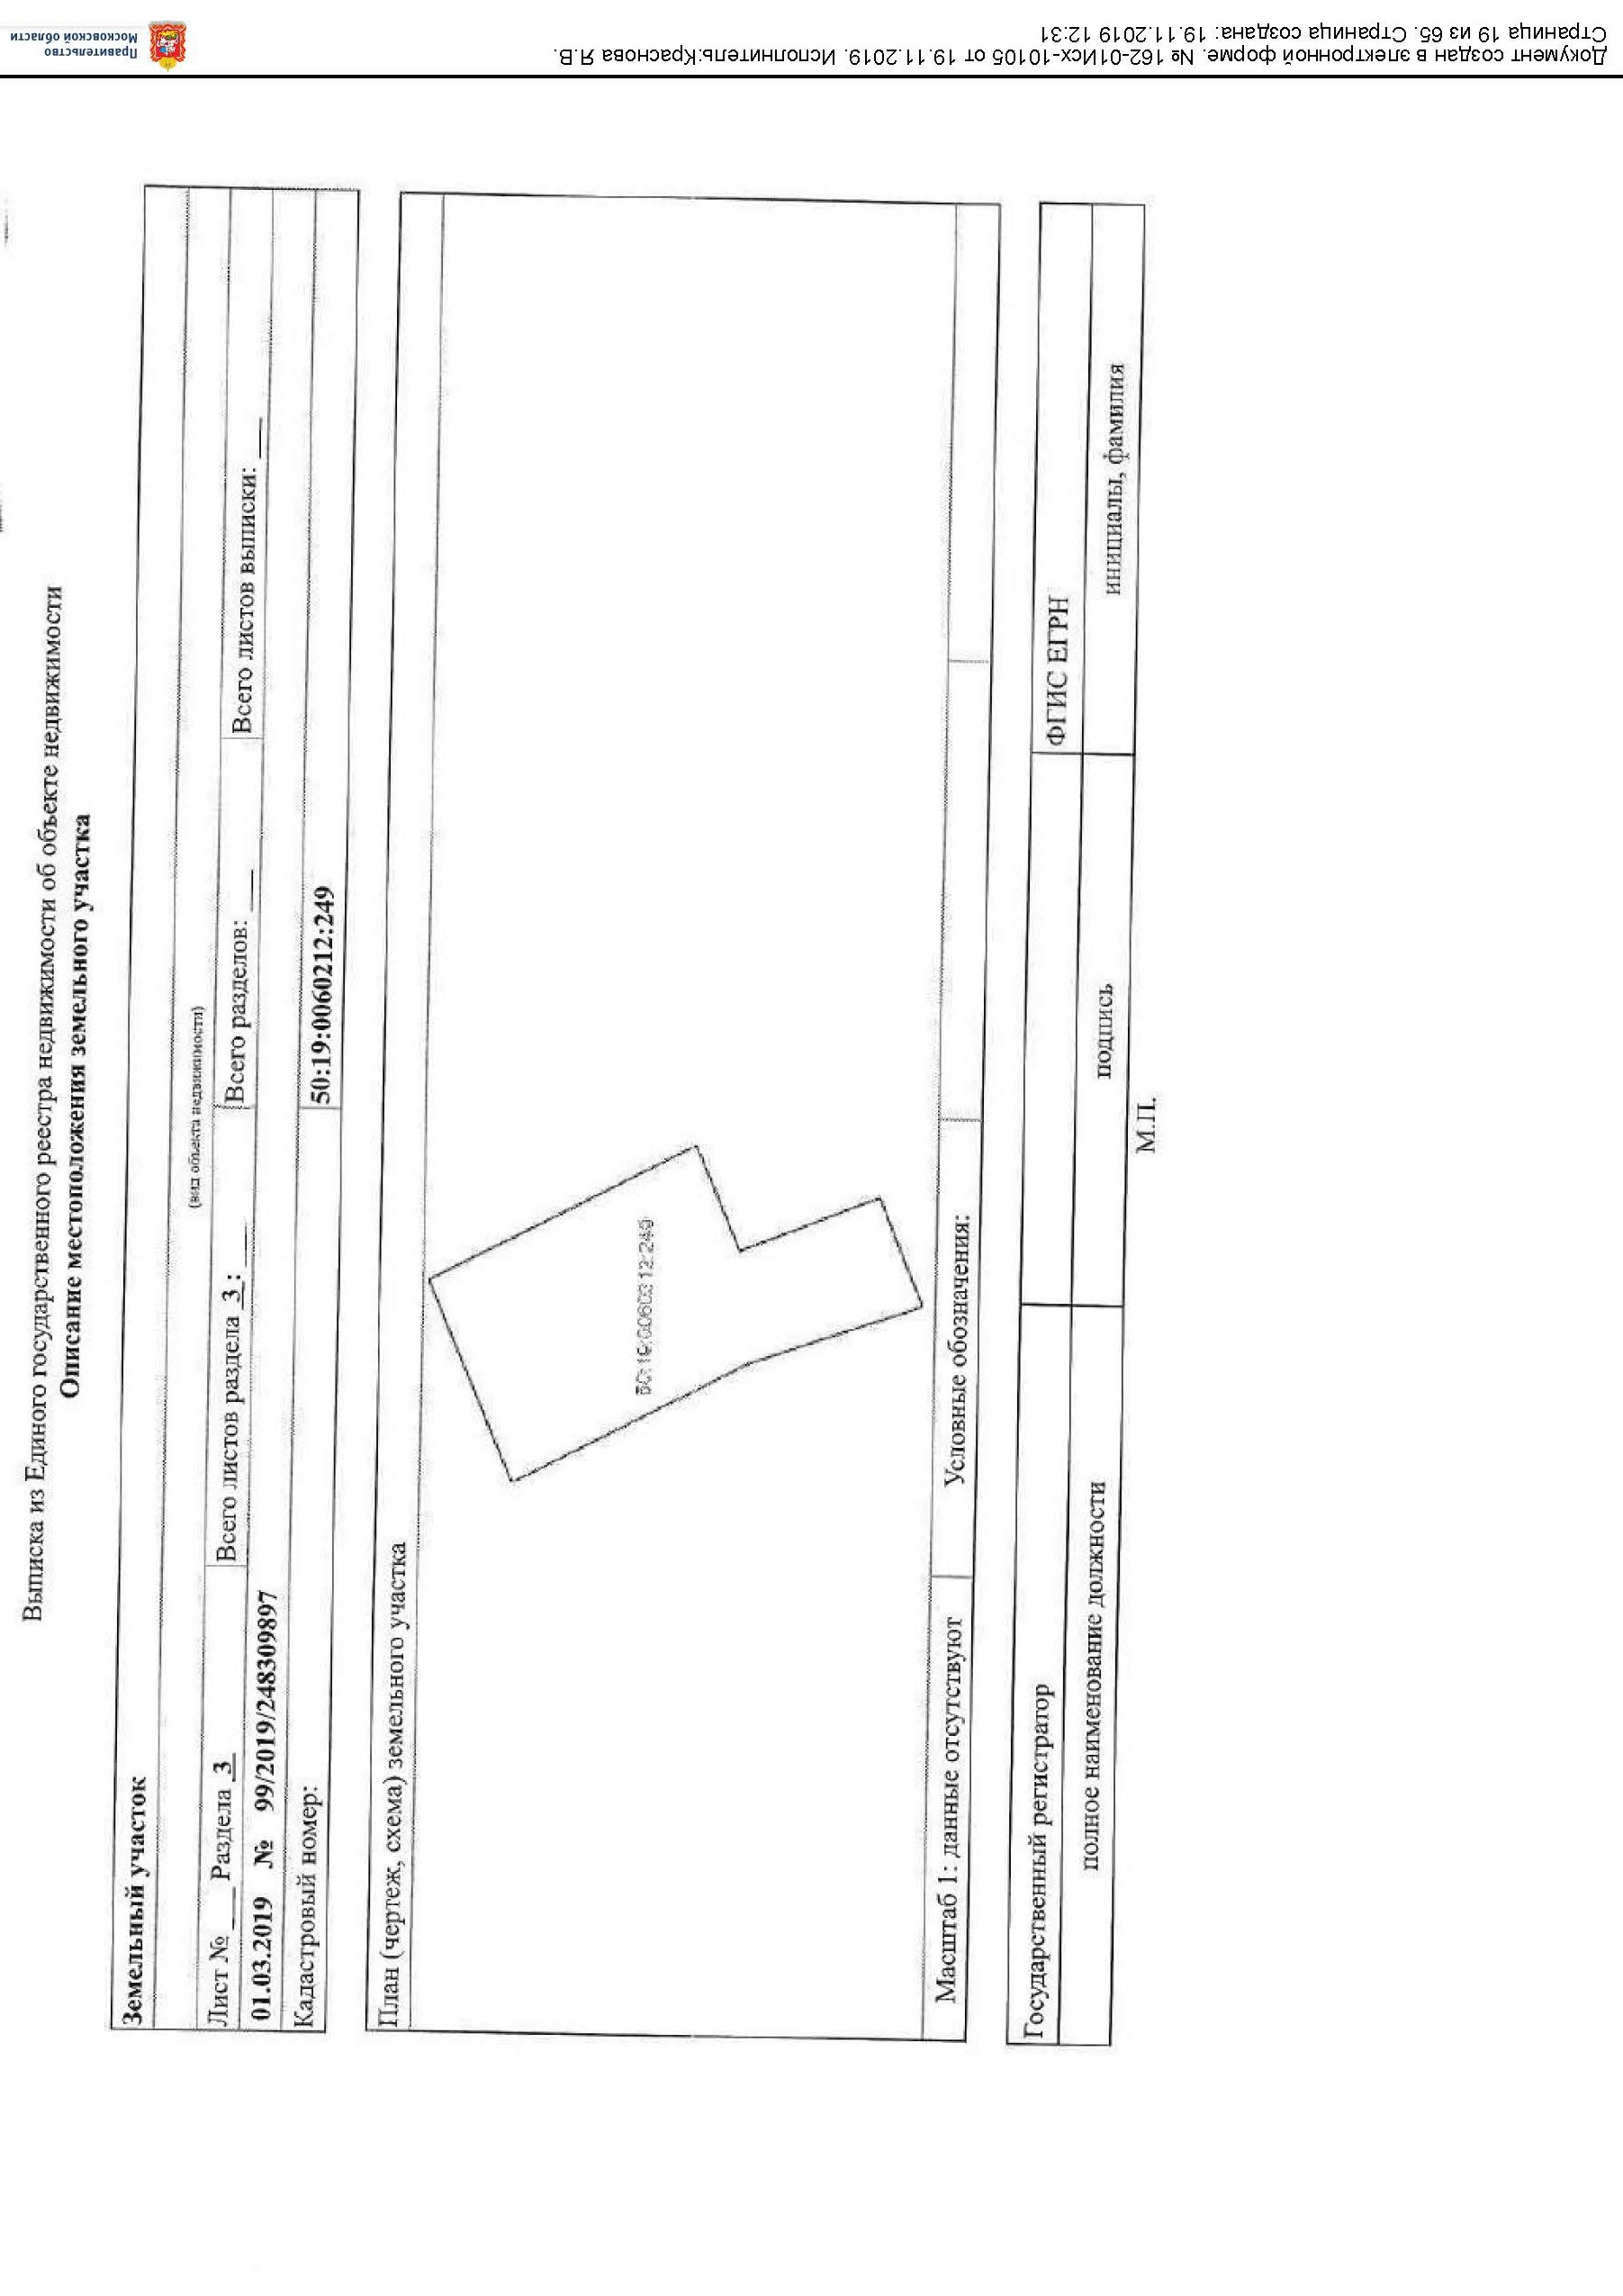 Документ создан в электронной форме. № 162-01Исх-10105 от 19.11.2019. Исполнитель:Краснова Я.В.
Страница 19 из 65. Страница создана: 19.11.2019 12:31
Правительство
Московской области
Выписка из Единого государственного реестра недвижимости об объекте недвижимости
Описание местоположения земельного участка
Земельный участок
(вид объекта недвижимости)
Лист № ___ Раздела 3 Всего листов раздела 3 : ___ Всего разделов: ___ Всего листов выписки: ___
01.03.2019 № 99/2019/248309897
Кадастровый номер: 50:19:0060212:249
План (чертеж, схема) земельного участка
50:19:0060212:249
Масштаб 1: данные отсутствуют Условные обозначения:
Государственный регистратор ФГИС ЕГРН
полное наименование должности подпись инициалы, фамилия
М.П.